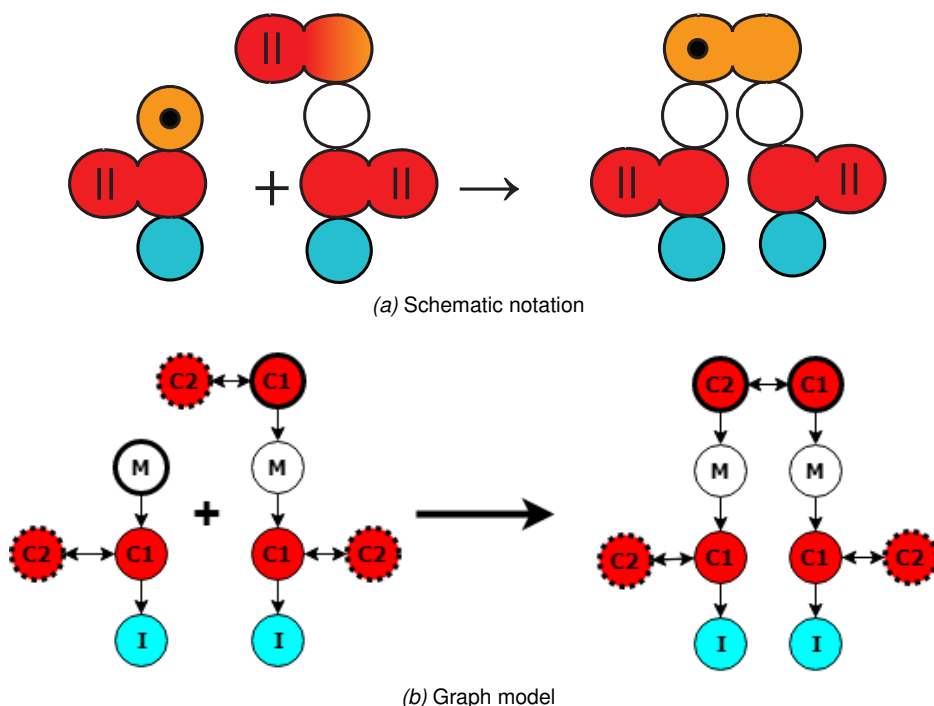 +
(a) Schematic notation
C2 C1
C2 C1
M
M
M M
+
C2 C1
C1 C2
C2 C1
C1 C2
I
I
I I
(b) Graph model